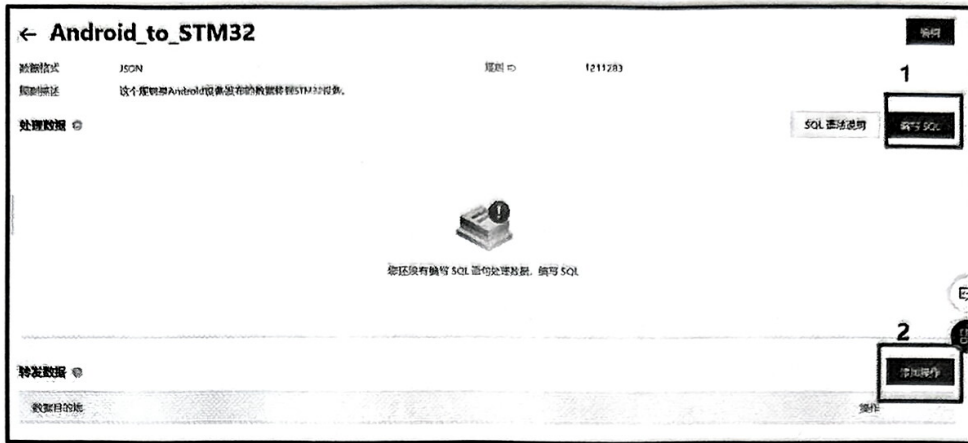 ← Android_to_STM32
编辑
数据格式 JSON 规则 ID 1211283
规则描述 这个规则是Android设备发布的数据转到STM32设备。
1
处理数据 SQL 语法说明 编写 SQL
您还没有编写 SQL 语句处理数据，编写 SQL
2
转发数据 添加操作
数据目的地 操作